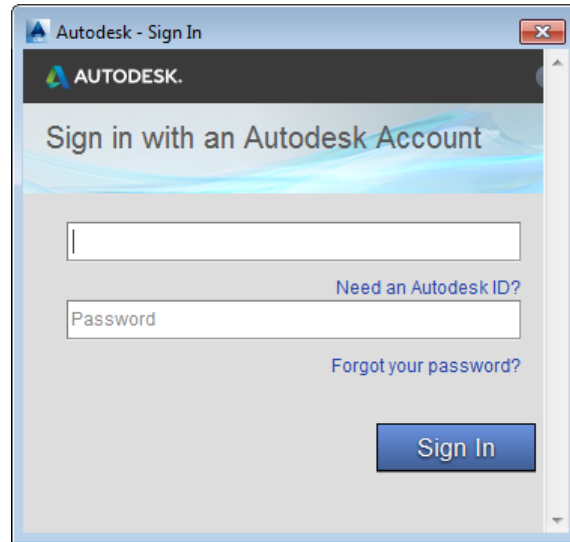 Autodesk - Sign In
AUTODESK.
Sign in with an Autodesk Account
Need an Autodesk ID?
Password
Forgot your password?
Sign In